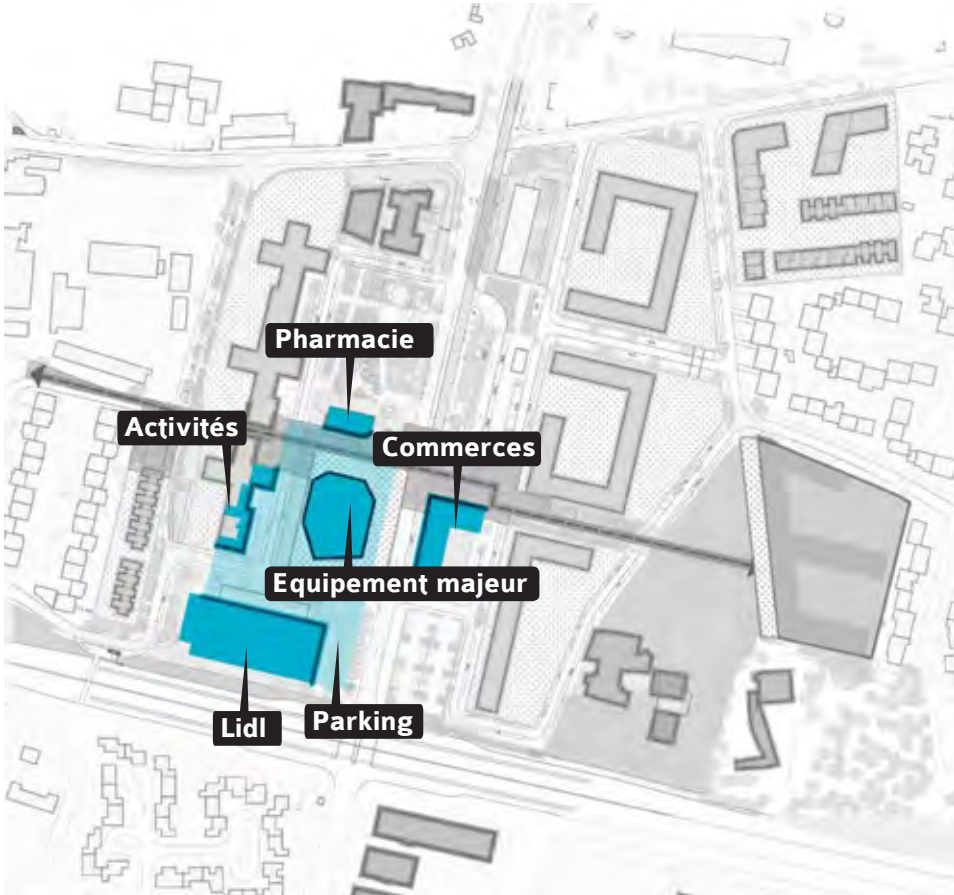 Pharmacie
Activités
Commerces
Equipement majeur
Lidl
Parking